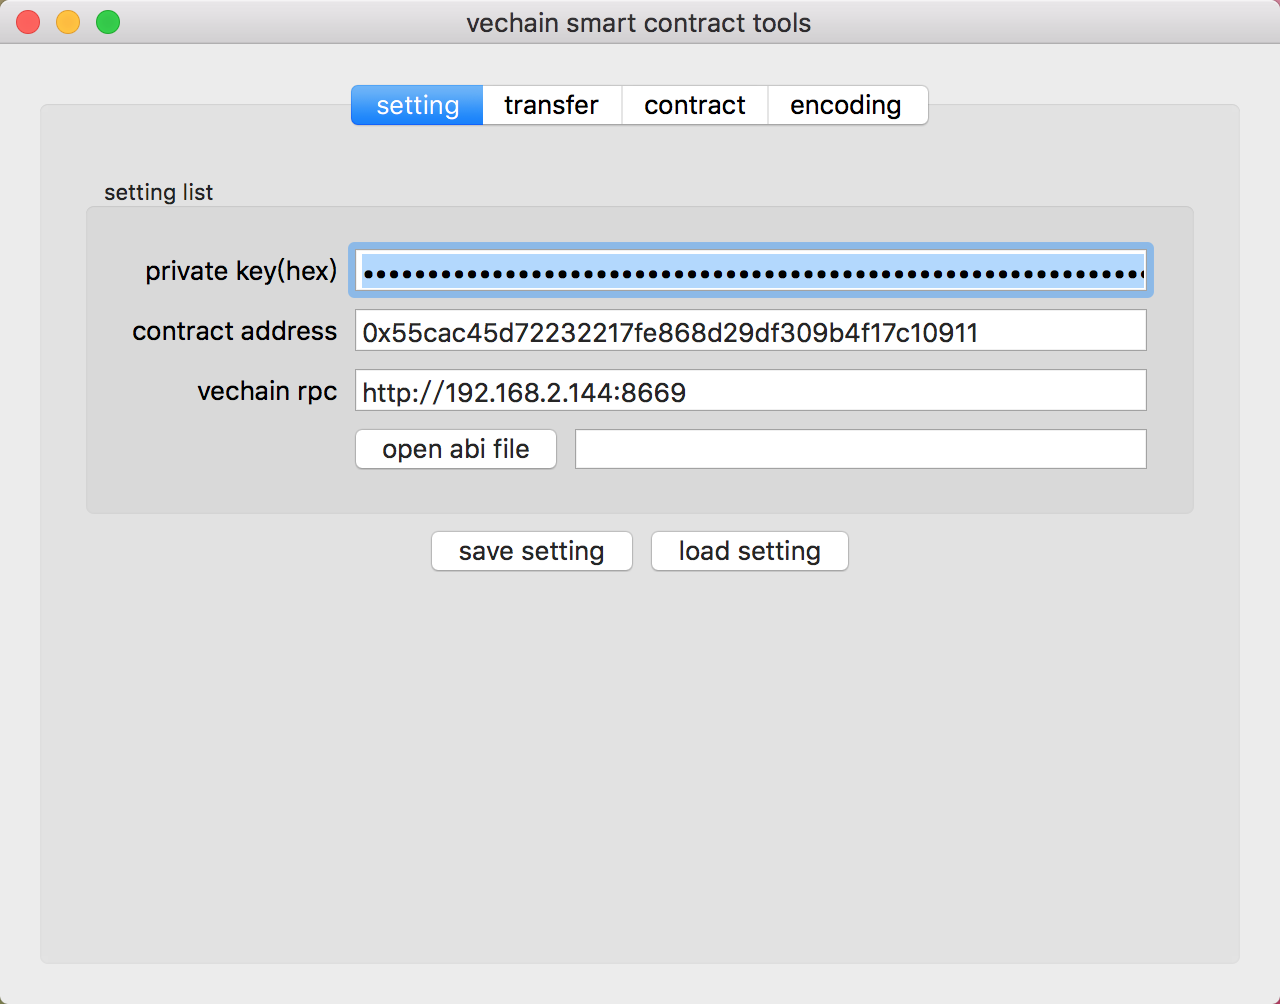 vechain smart contract tools
setting transfer contract encoding
setting list
private key(hex)
contract address 0x55cac45d72232217fe868d29df309b4f17c10911
vechain rpc http://192.168.2.144:8669
open abi file
save setting load setting